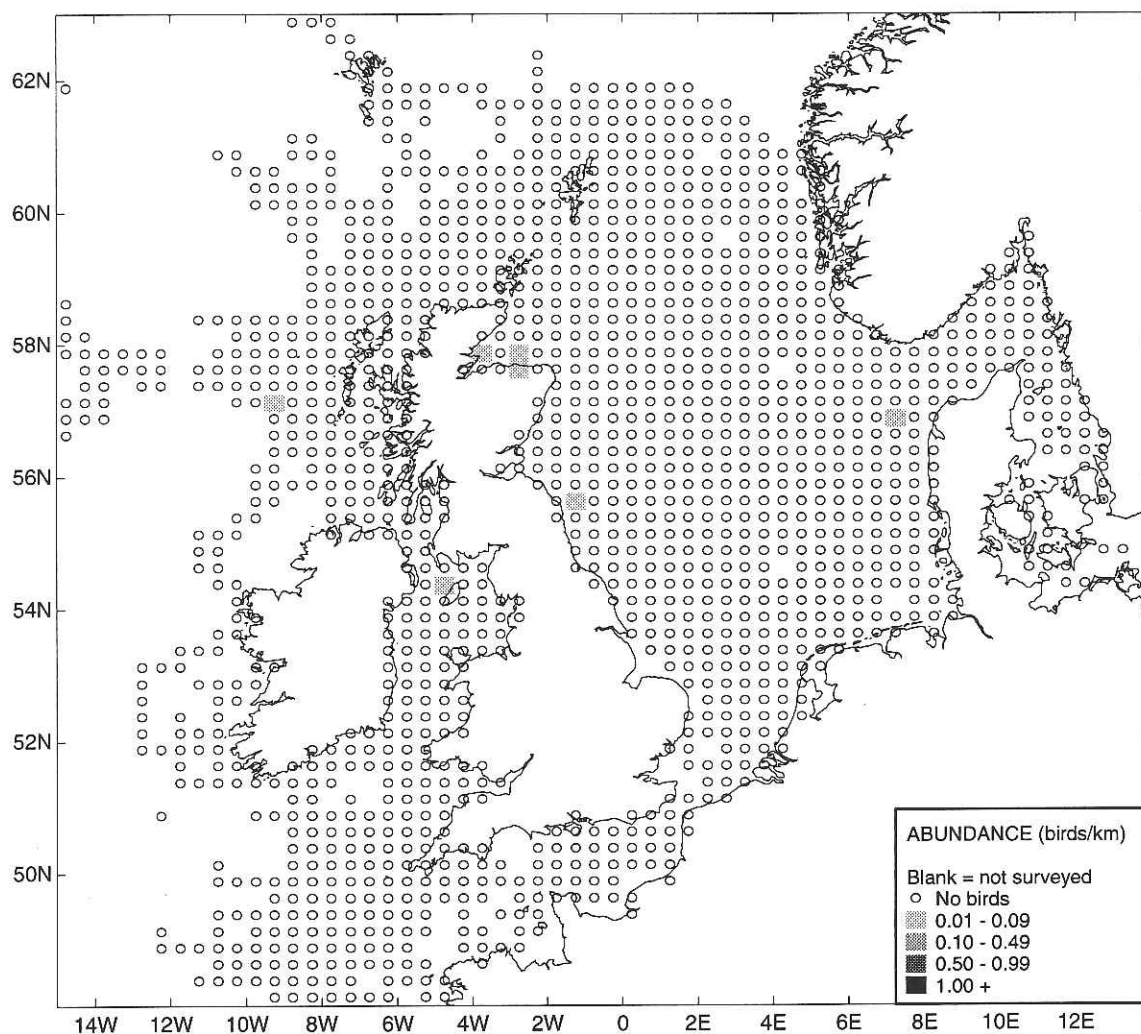 62N
60N
58N
56N
54N
52N
50N
14W 12W 10W 8W 6W 4W 2W 0 2E 4E 6E 8E 10E 12E
ABUNDANCE (birds/km)
Blank = not surveyed
No birds
0.01 - 0.09
0.10 - 0.49
0.50 - 0.99
1.00 +